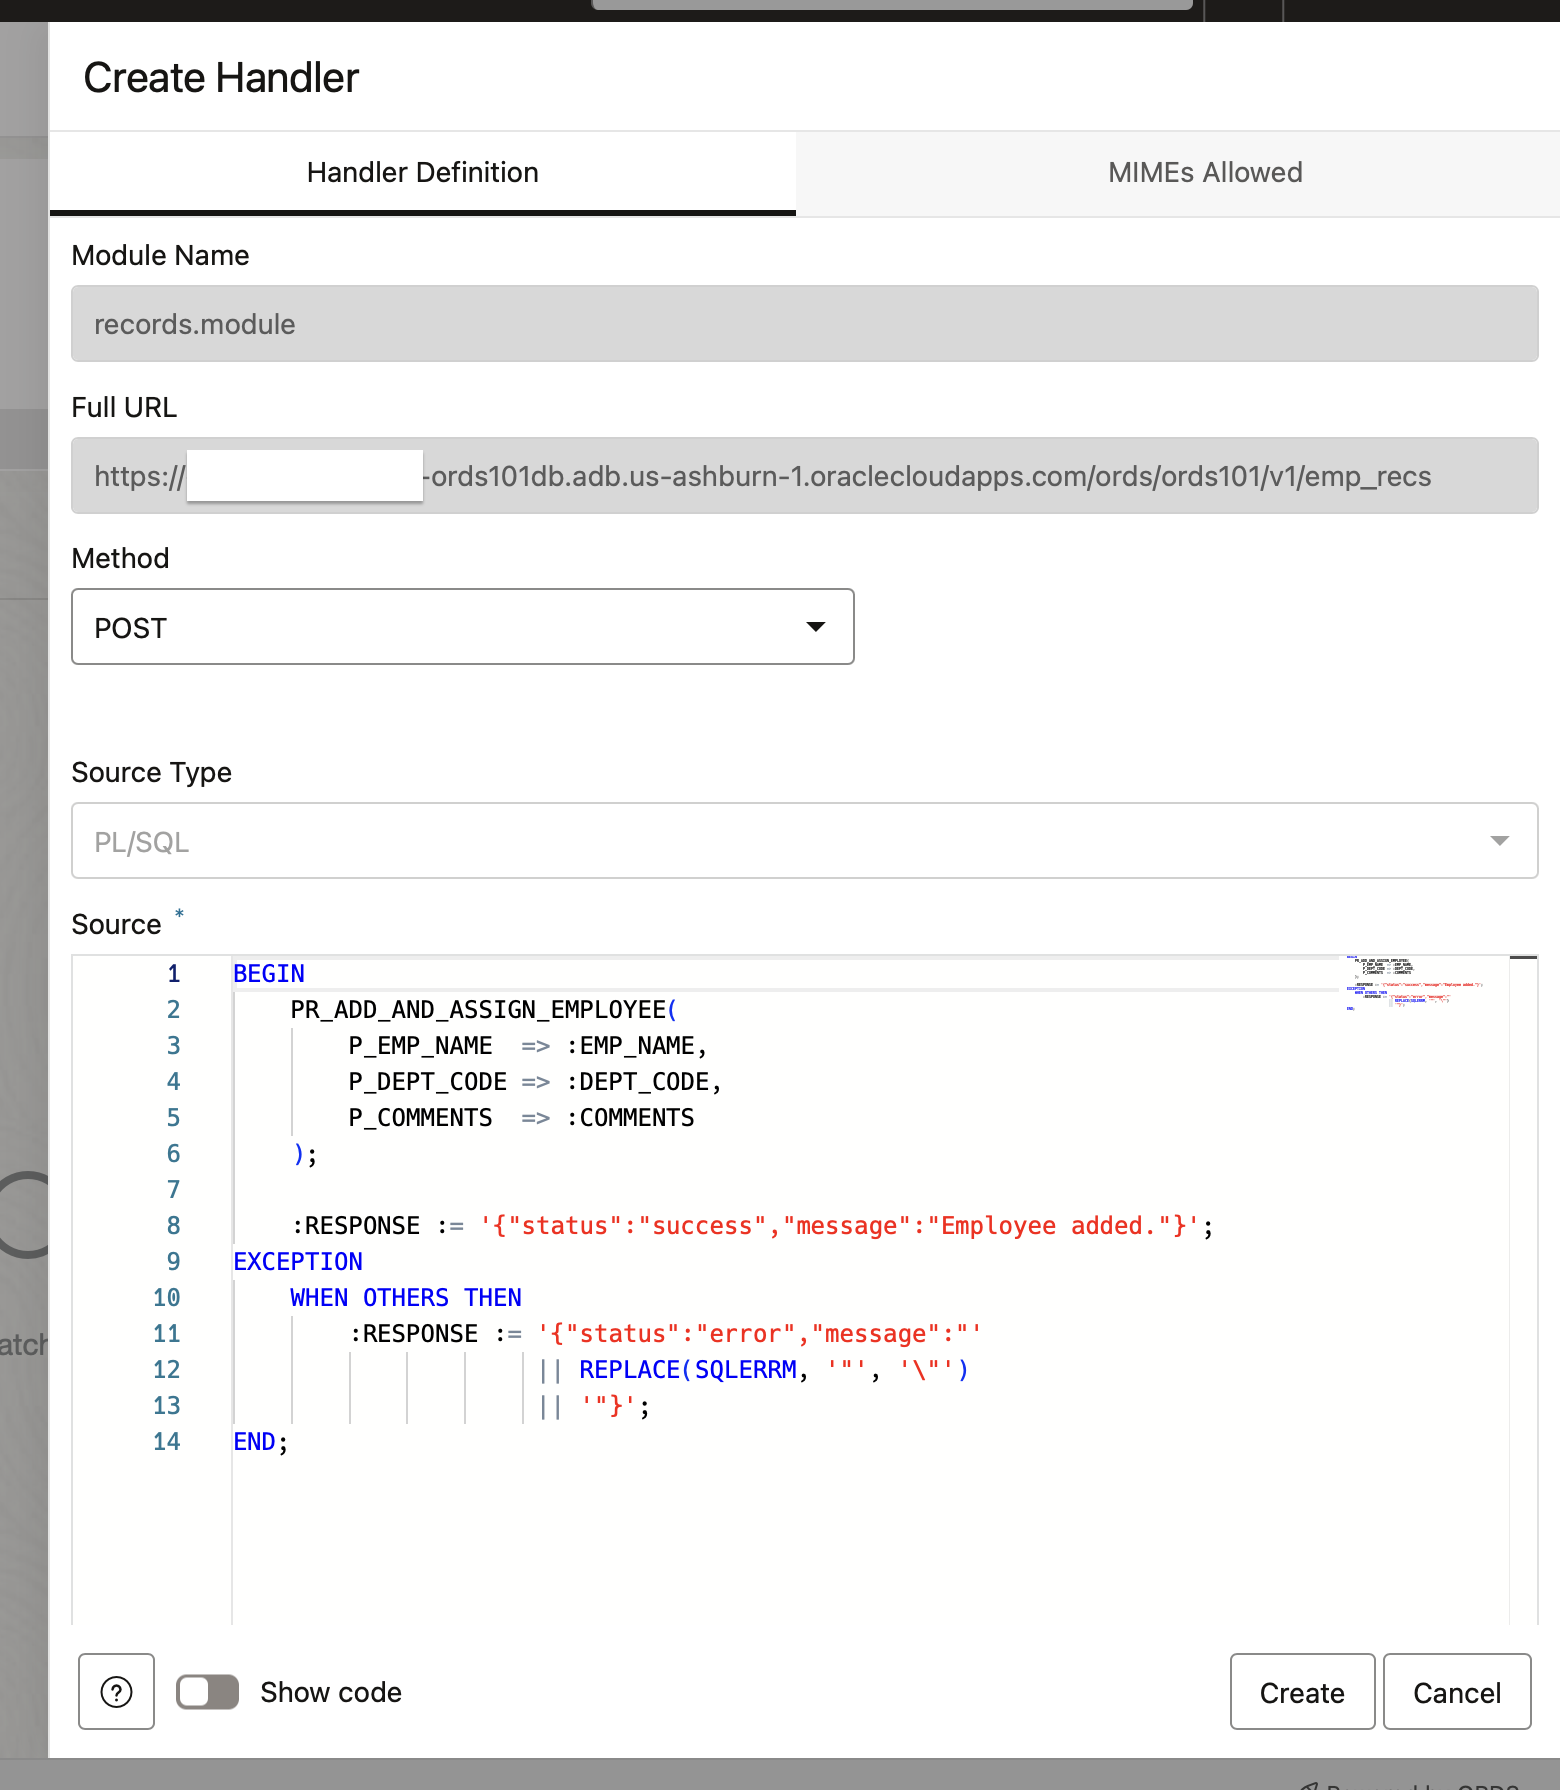 Create Handler
Handler Definition
MIMEs Allowed
Module Name
records.module
Full URL
https:// -ords101db.adb.us-ashburn-1.oraclecloudapps.com/ords/ords101/v1/emp_recs
Method
POST
Source Type
PL/SQL
Source *
1 BEGIN
2     PR_ADD_AND_ASSIGN_EMPLOYEE(
3         P_EMP_NAME  => :EMP_NAME,
4         P_DEPT_CODE => :DEPT_CODE,
5         P_COMMENTS  => :COMMENTS
6     );
7
8     :RESPONSE := '{"status":"success","message":"Employee added."}';
9 EXCEPTION
10     WHEN OTHERS THEN
11         :RESPONSE := '{"status":"error","message":"'
12                      || REPLACE(SQLERRM, '"', '\"')
13                      || '"}';
14 END;
Show code
Create
Cancel